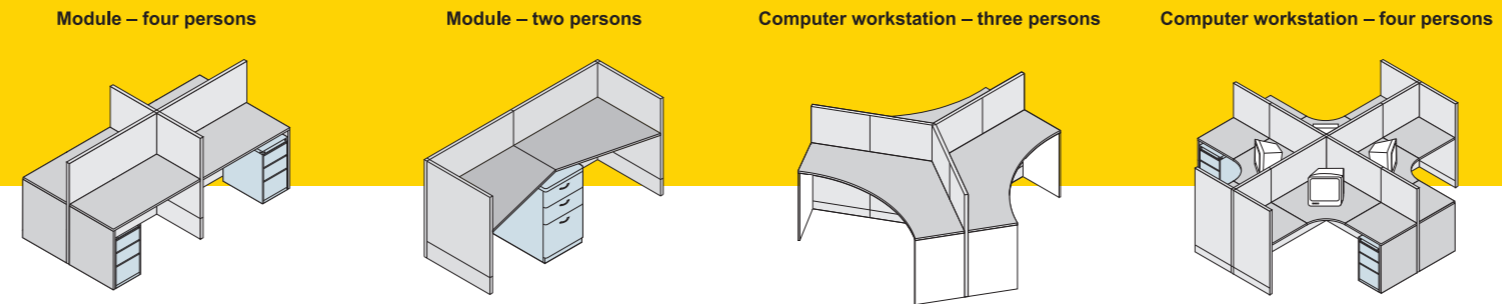 Module – four persons
Module – two persons
Computer workstation – three persons
Computer workstation – four persons